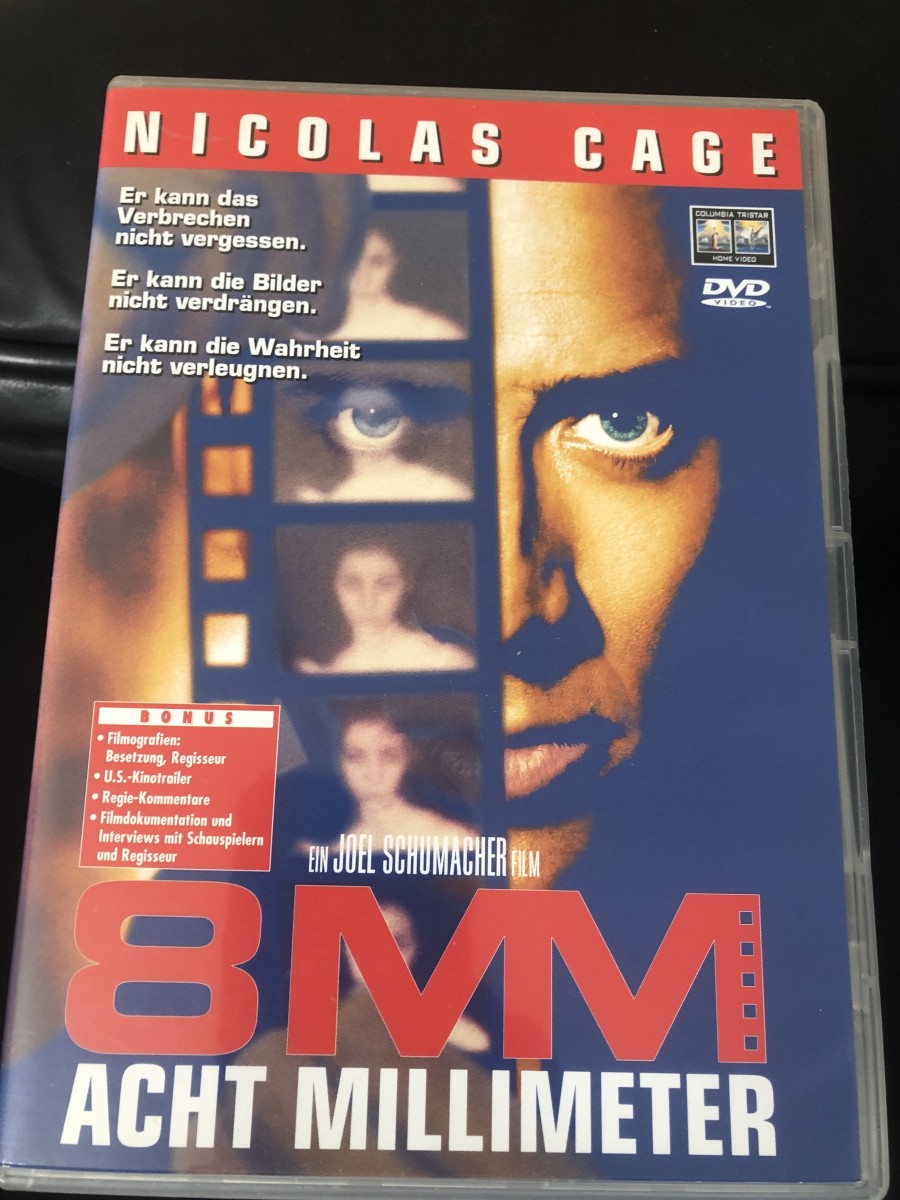 NICOLAS CAGE
Er kann das
Verbrechen
nicht vergessen.
Er kann die Bilder
nicht verdrängen.
Er kann die Wahrheit
nicht verleugnen.
COLUMBIA TRISTAR
HOME VIDEO
DVD
VIDEO
BONUS
• Filmografien:
Besetzung, Regisseur
• U.S.-Kinotrailer
• Regie-Kommentare
• Filmdokumentation und
Interviews mit Schauspielern
und Regisseur
EIN JOEL SCHUMACHER FILM
8MM
ACHT MILLIMETER